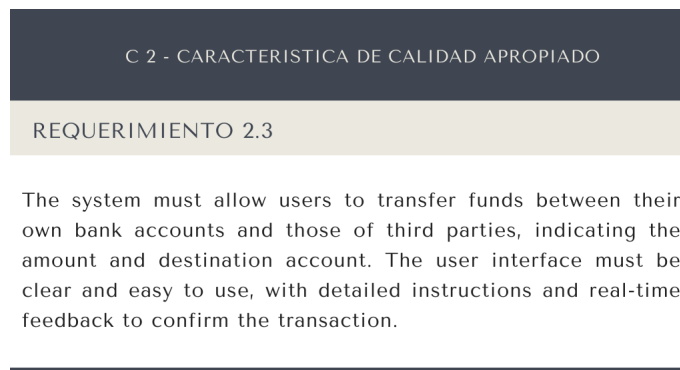 C 2 - CARACTERISTICA DE CALIDAD APROPIADO
REQUERIMIENTO 2.3
The system must allow users to transfer funds between their
own bank accounts and those of third parties, indicating the
amount and destination account. The user interface must be
clear and easy to use, with detailed instructions and real-time
feedback to confirm the transaction.